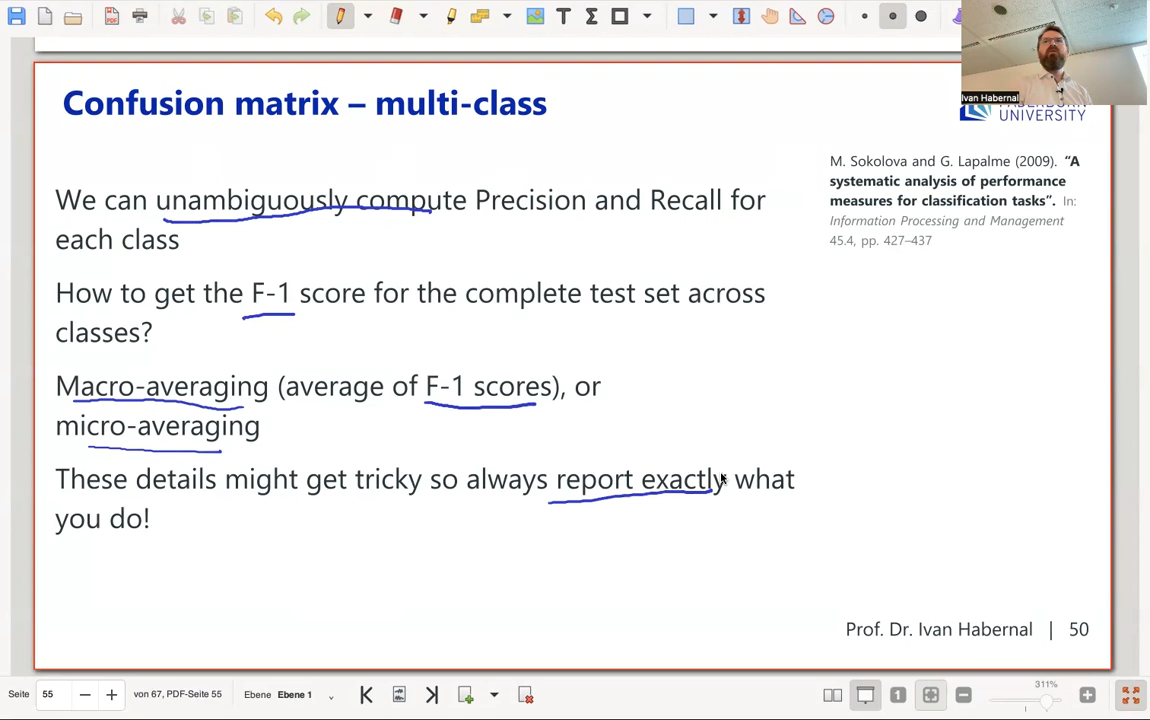 Ivan Habernal
Confusion matrix – multi-class
UNIVERSITY
We can unambiguously compute Precision and Recall for
each class
How to get the F-1 score for the complete test set across
classes?
Macro-averaging (average of F-1 scores), or
micro-averaging
These details might get tricky so always report exactly what
you do!
M. Sokolova and G. Lapalme (2009). “A
systematic analysis of performance
measures for classification tasks”. In:
Information Processing and Management
45.4, pp. 427–437
Prof. Dr. Ivan Habernal | 50
Seite 55 von 67, PDF-Seite 55 Ebene Ebene 1 311%
1